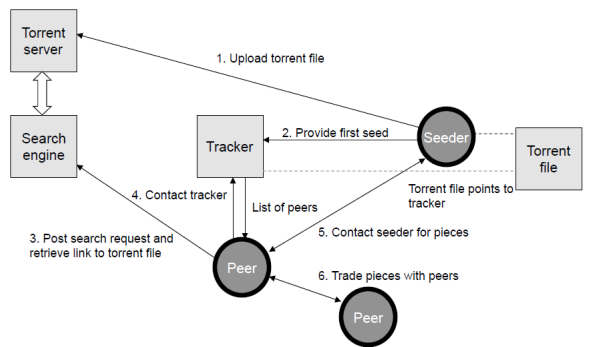 Torrent
server
1. Upload torrent file
Search
engine
Tracker
2. Provide first seed
Seeder
Torrent
file
4. Contact tracker
List of peers
Torrent file points to
tracker
3. Post search request and
retrieve link to torrent file
5. Contact seeder for pieces
Peer
6. Trade pieces with peers
Peer